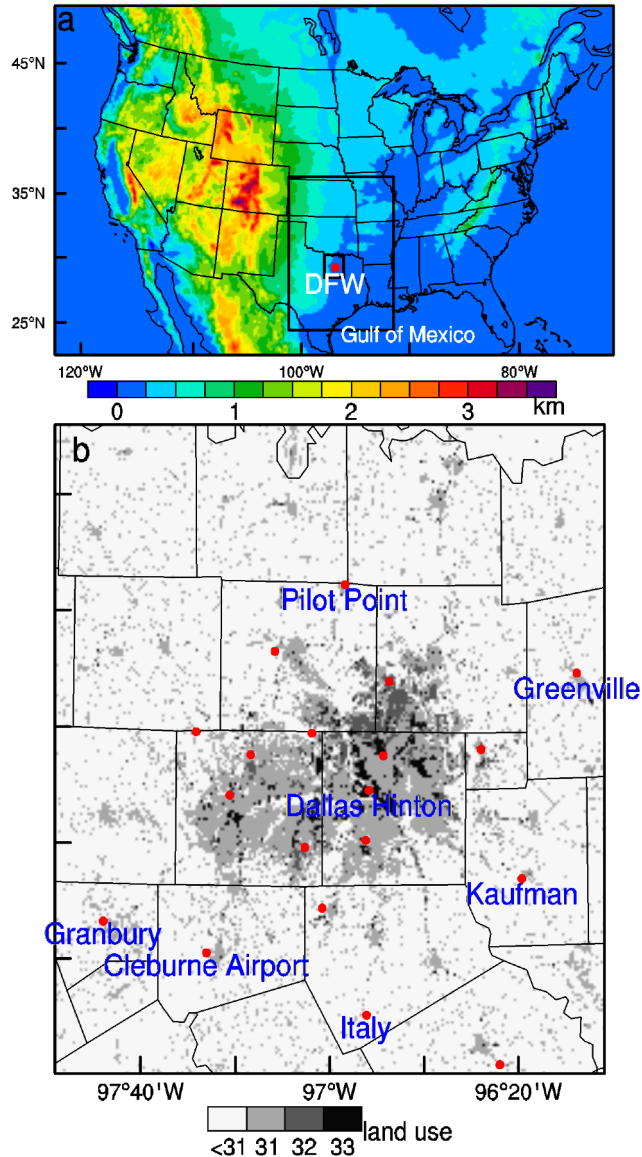 a
45°N
35°N
25°N
DFW
Gulf of Mexico
120°W 100°W 80°W
0 1 2 3 km
b
Pilot Point
Greenville
Dallas Hinton
Kaufman
Granbury
Cleburne Airport
Italy
97°40'W 97°W 96°20'W
<31 31 32 33 land use